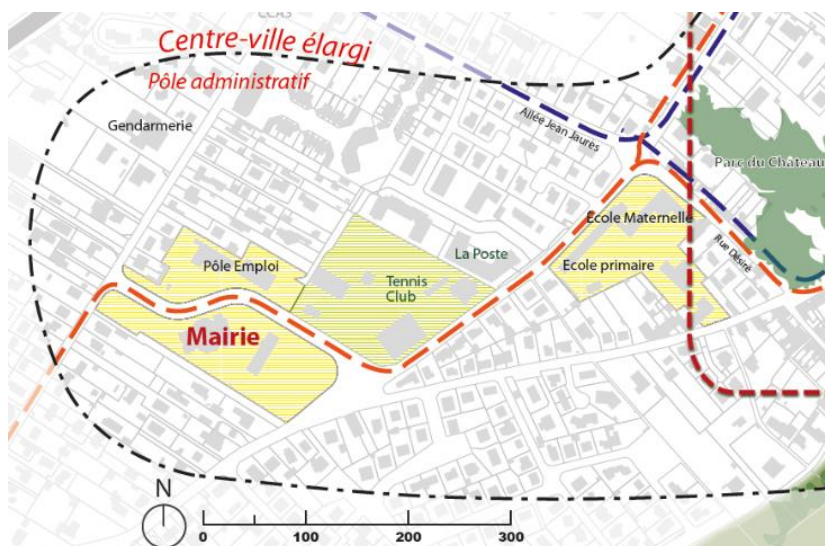 CCAS
Centre-ville élargi
Pôle administratif
Gendarmerie
Allée Jean Jaurès
Parc du Château
Ecole Maternelle
La Poste
Pôle Emploi
Ecole primaire
Rue Désiré
Tennis
Club
Mairie
N
0 100 200 300